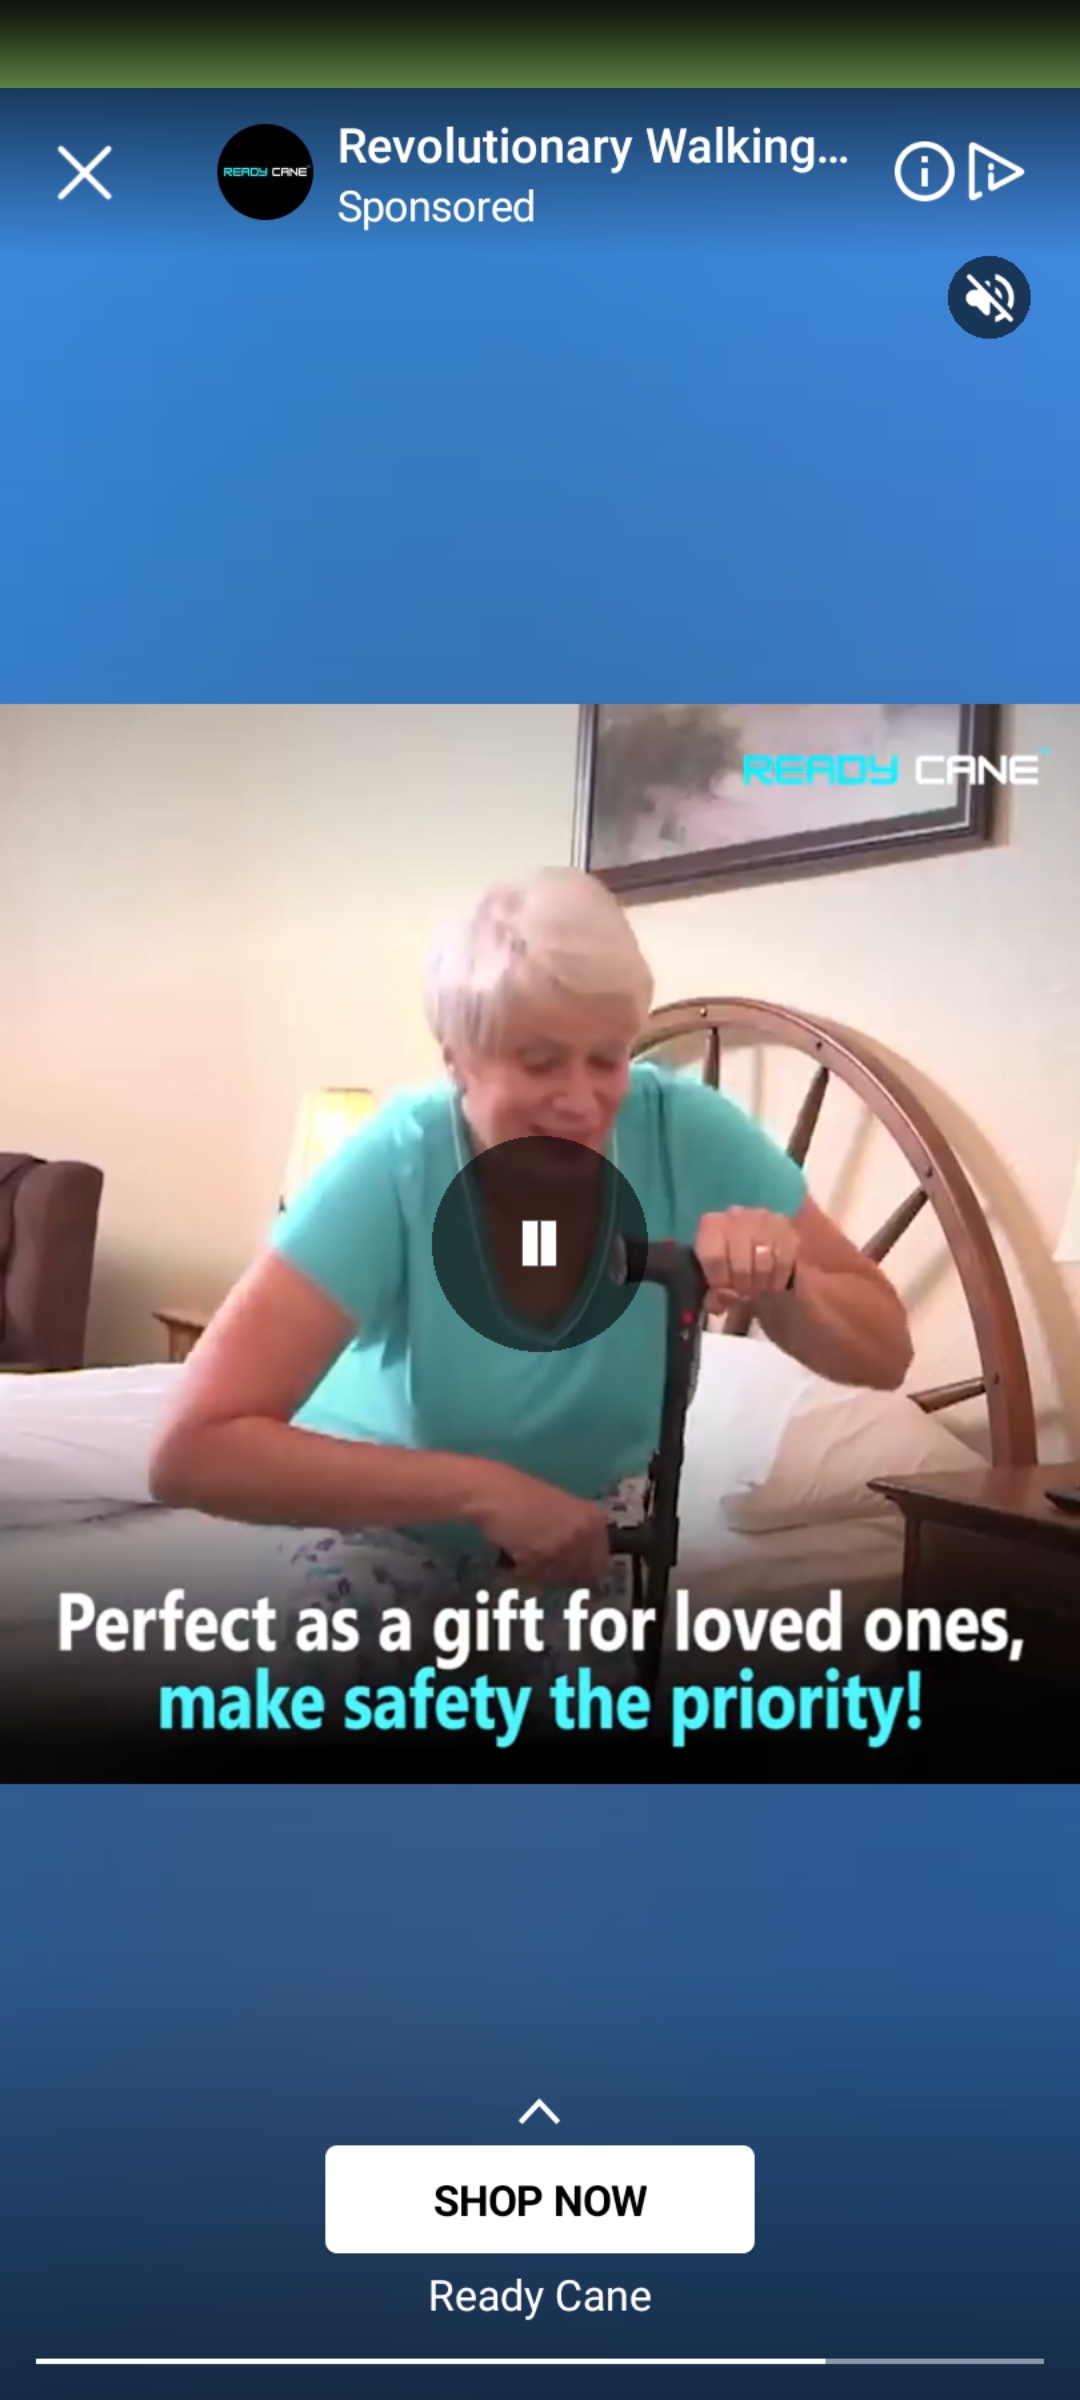 READY CANE
Revolutionary Walking...
Sponsored
READY CANE™
Perfect as a gift for loved ones,
make safety the priority!
SHOP NOW
Ready Cane